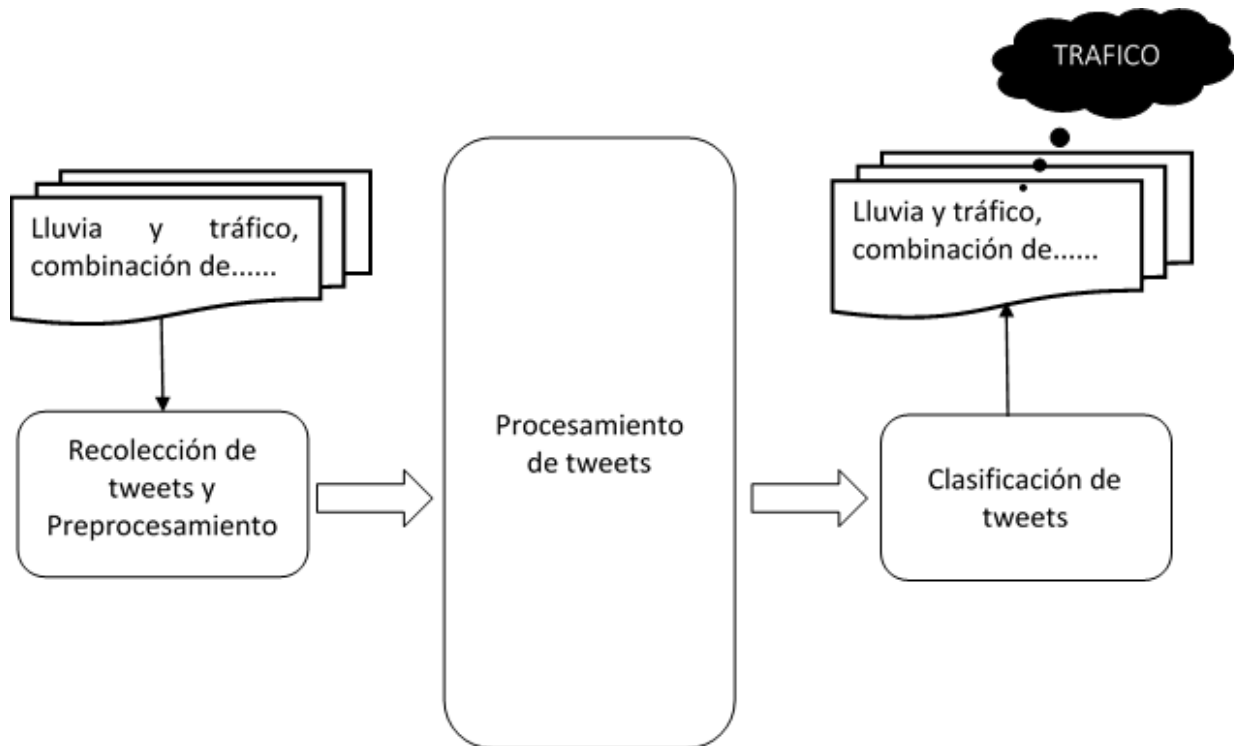 TRAFICO
Lluvia y tráfico,
combinación de......
Lluvia y tráfico,
combinación de......
Recolección de
tweets y
Preprocesamiento
Procesamiento
de tweets
Clasificación de
tweets